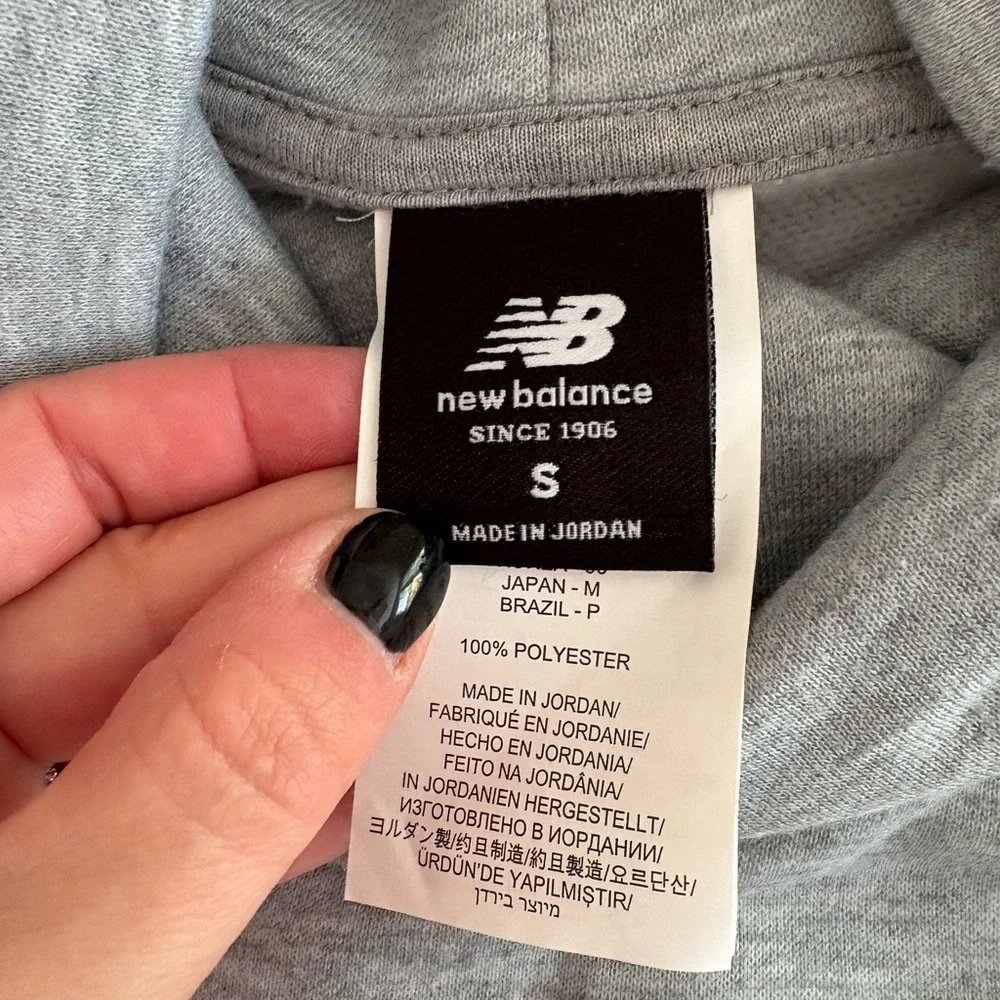 NB
new balance
SINCE 1906
S
MADE IN JORDAN
JAPAN - M
BRAZIL - P
100% POLYESTER
MADE IN JORDAN/
FABRIQUÉ EN JORDANIE/
HECHO EN JORDANIA/
FEITO NA JORDÂNIA/
IN JORDANIEN HERGESTELLT/
ИЗГОТОВЛЕНО В ИОРДАНИИ/
ヨルダン製/约旦制造/約旦製造/요르단산/
ÜRDÜN'DE YAPILMIŞTIR/
מיוצר בירדן